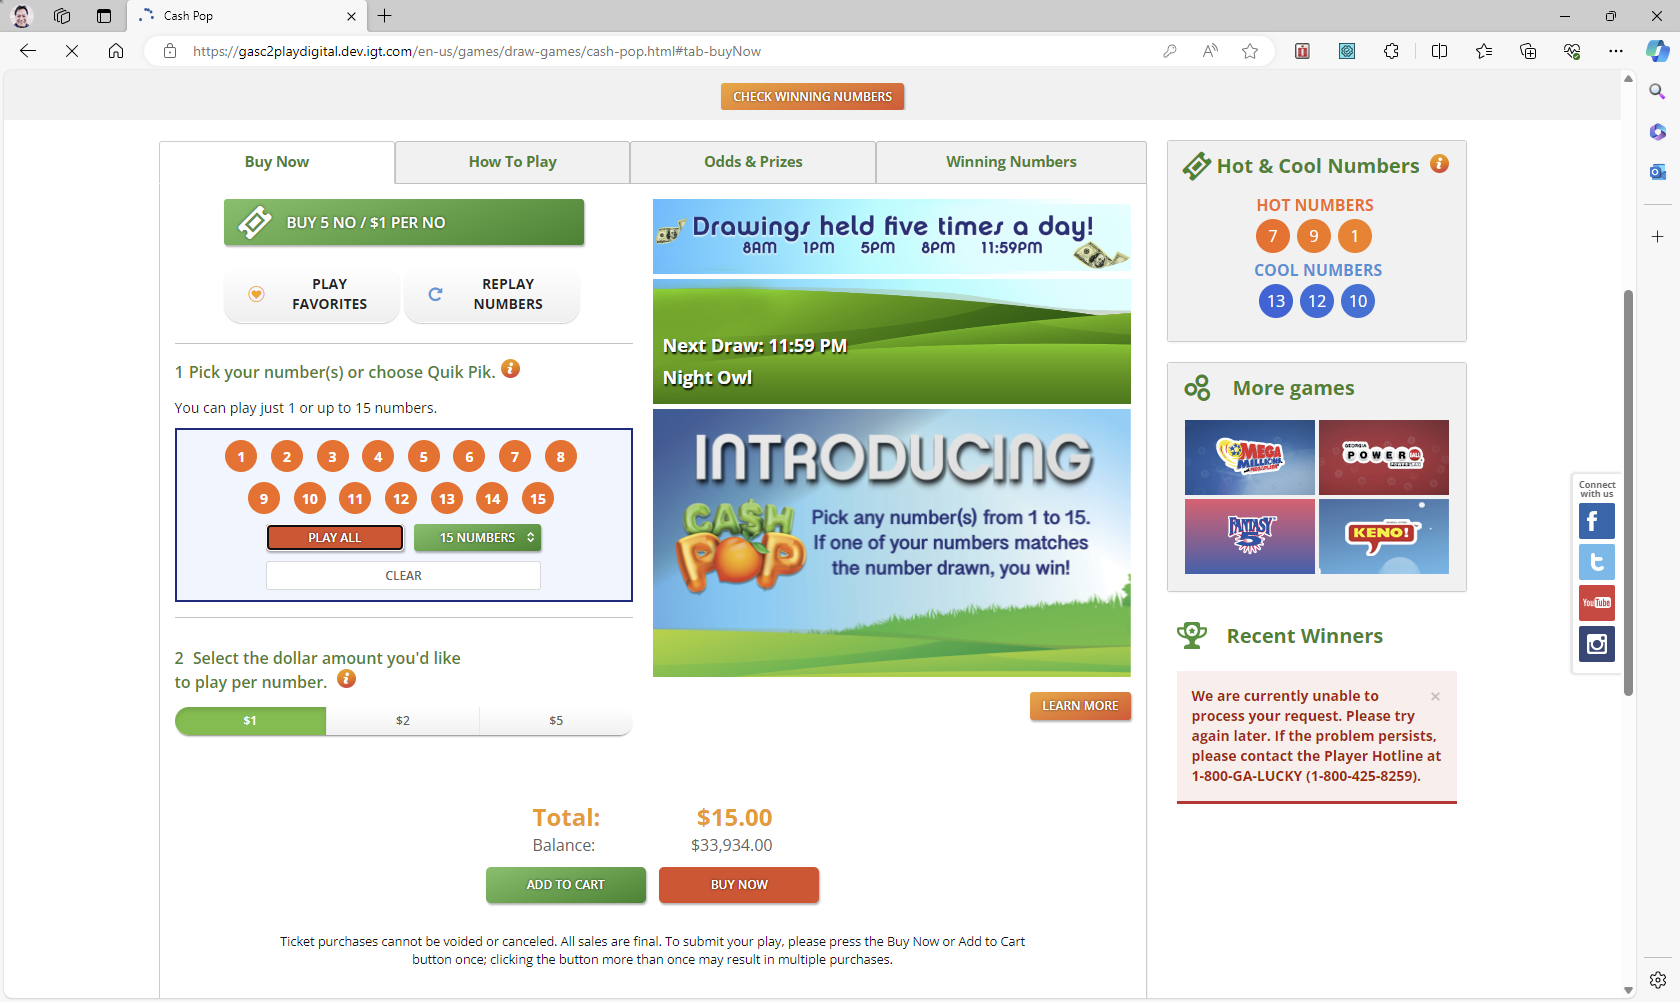 Cash Pop
https://gasc2playdigital.dev.igt.com/en-us/games/draw-games/cash-pop.html#tab-buyNow
CHECK WINNING NUMBERS
Buy Now
How To Play
Odds & Prizes
Winning Numbers
BUY 5 NO / $1 PER NO
PLAY
FAVORITES
REPLAY
NUMBERS
1 Pick your number(s) or choose Quik Pik.
You can play just 1 or up to 15 numbers.
1 2 3 4 5 6 7 8
9 10 11 12 13 14 15
PLAY ALL
15 NUMBERS
CLEAR
2 Select the dollar amount you'd like
to play per number.
$1 $2 $5
Drawings held five times a day!
8AM 1PM 5PM 8PM 11:59PM
Next Draw: 11:59 PM
Night Owl
INTRODUCING
CASH
POP
Pick any number(s) from 1 to 15.
If one of your numbers matches
the number drawn, you win!
LEARN MORE
Total: $15.00
Balance: $33,934.00
ADD TO CART
BUY NOW
Ticket purchases cannot be voided or canceled. All sales are final. To submit your play, please press the Buy Now or Add to Cart
button once; clicking the button more than once may result in multiple purchases.
Hot & Cool Numbers
HOT NUMBERS
7 9 1
COOL NUMBERS
13 12 10
More games
MEGA
MILLIONS
GEORGIA
POWERBALL
FANTASY
5
KENO!
Recent Winners
We are currently unable to
process your request. Please try
again later. If the problem persists,
please contact the Player Hotline at
1-800-GA-LUCKY (1-800-425-8259).
Connect
with us
YouTube